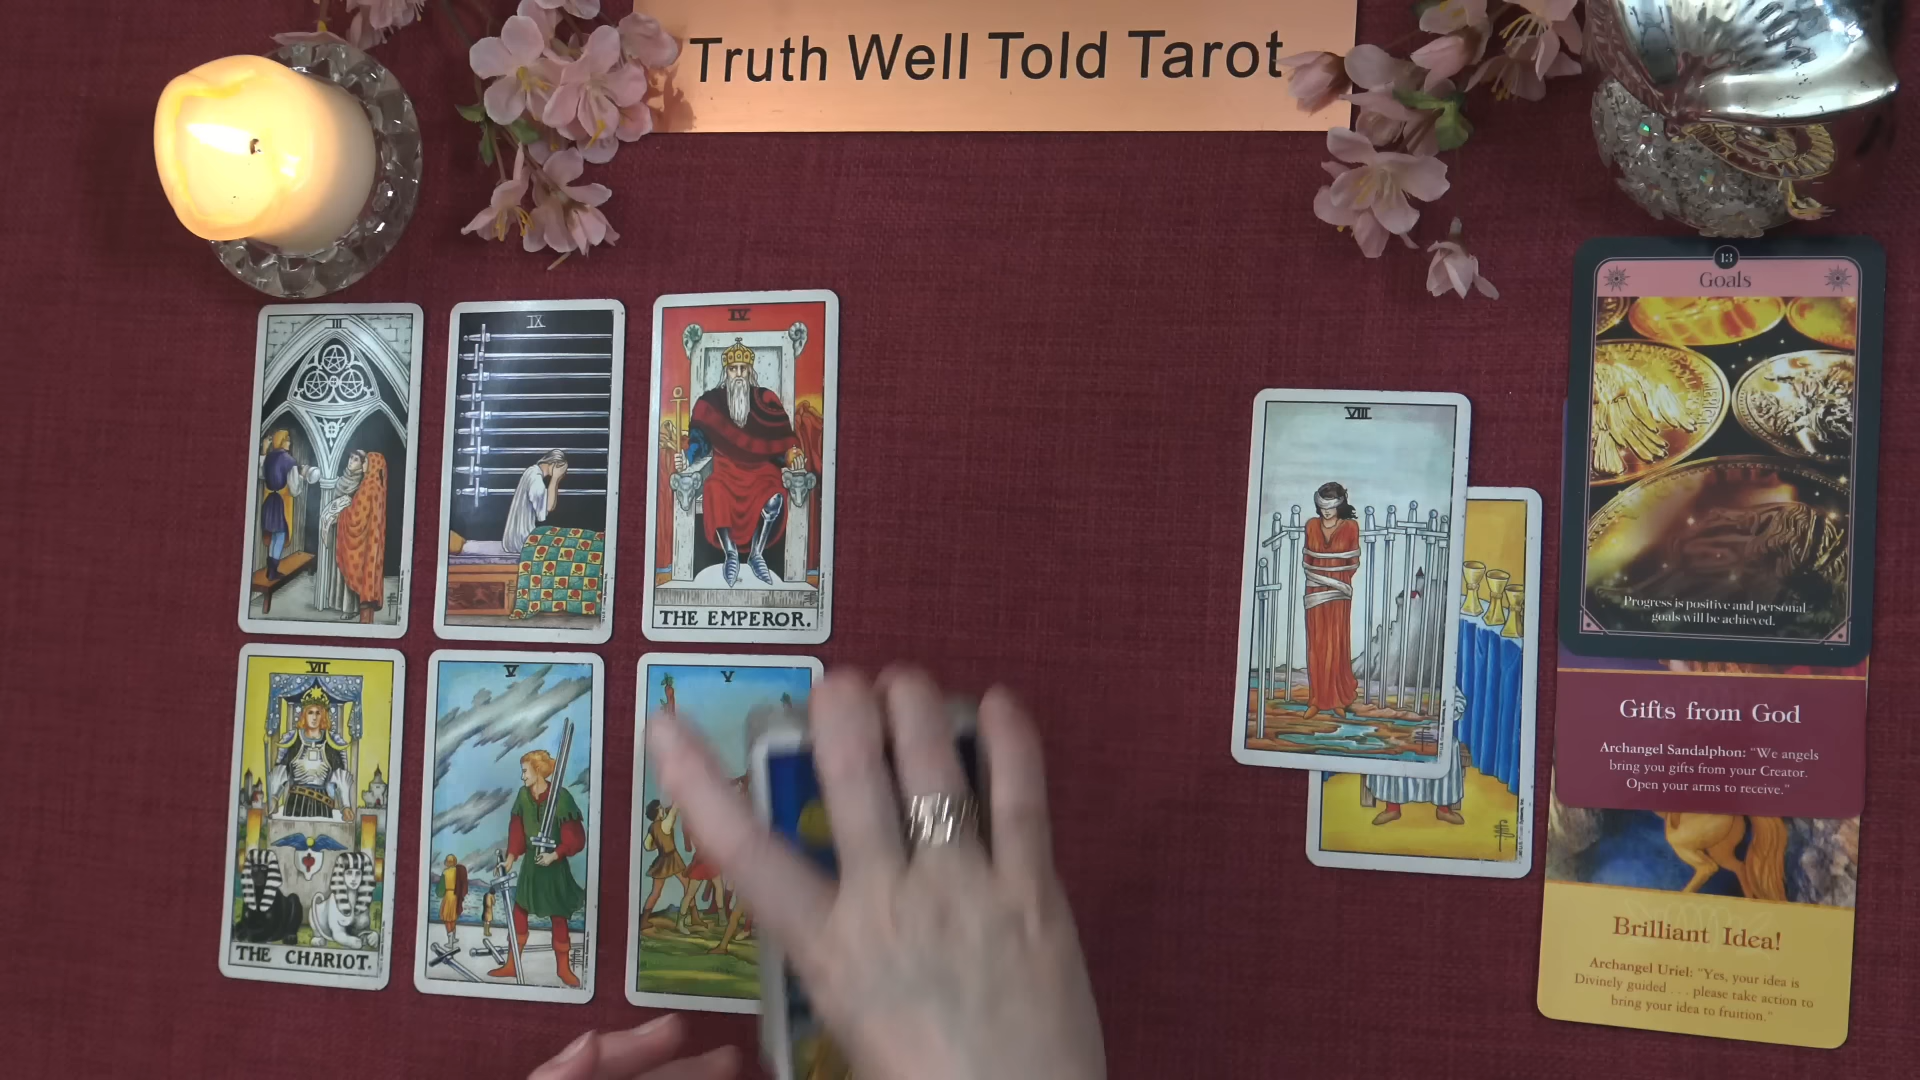 Truth Well Told Tarot
III
IX
IV
THE EMPEROR.
VII
THE CHARIOT.
V
V
VIII
13
Goals
Progress is positive and personal
goals will be achieved.
Gifts from God
Archangel Sandalphon: "We angels
bring you gifts from your Creator.
Open your arms to receive."
Brilliant Idea!
Archangel Uriel: "Yes, your idea is
Divinely guided . . . please take action to
bring your idea to fruition."